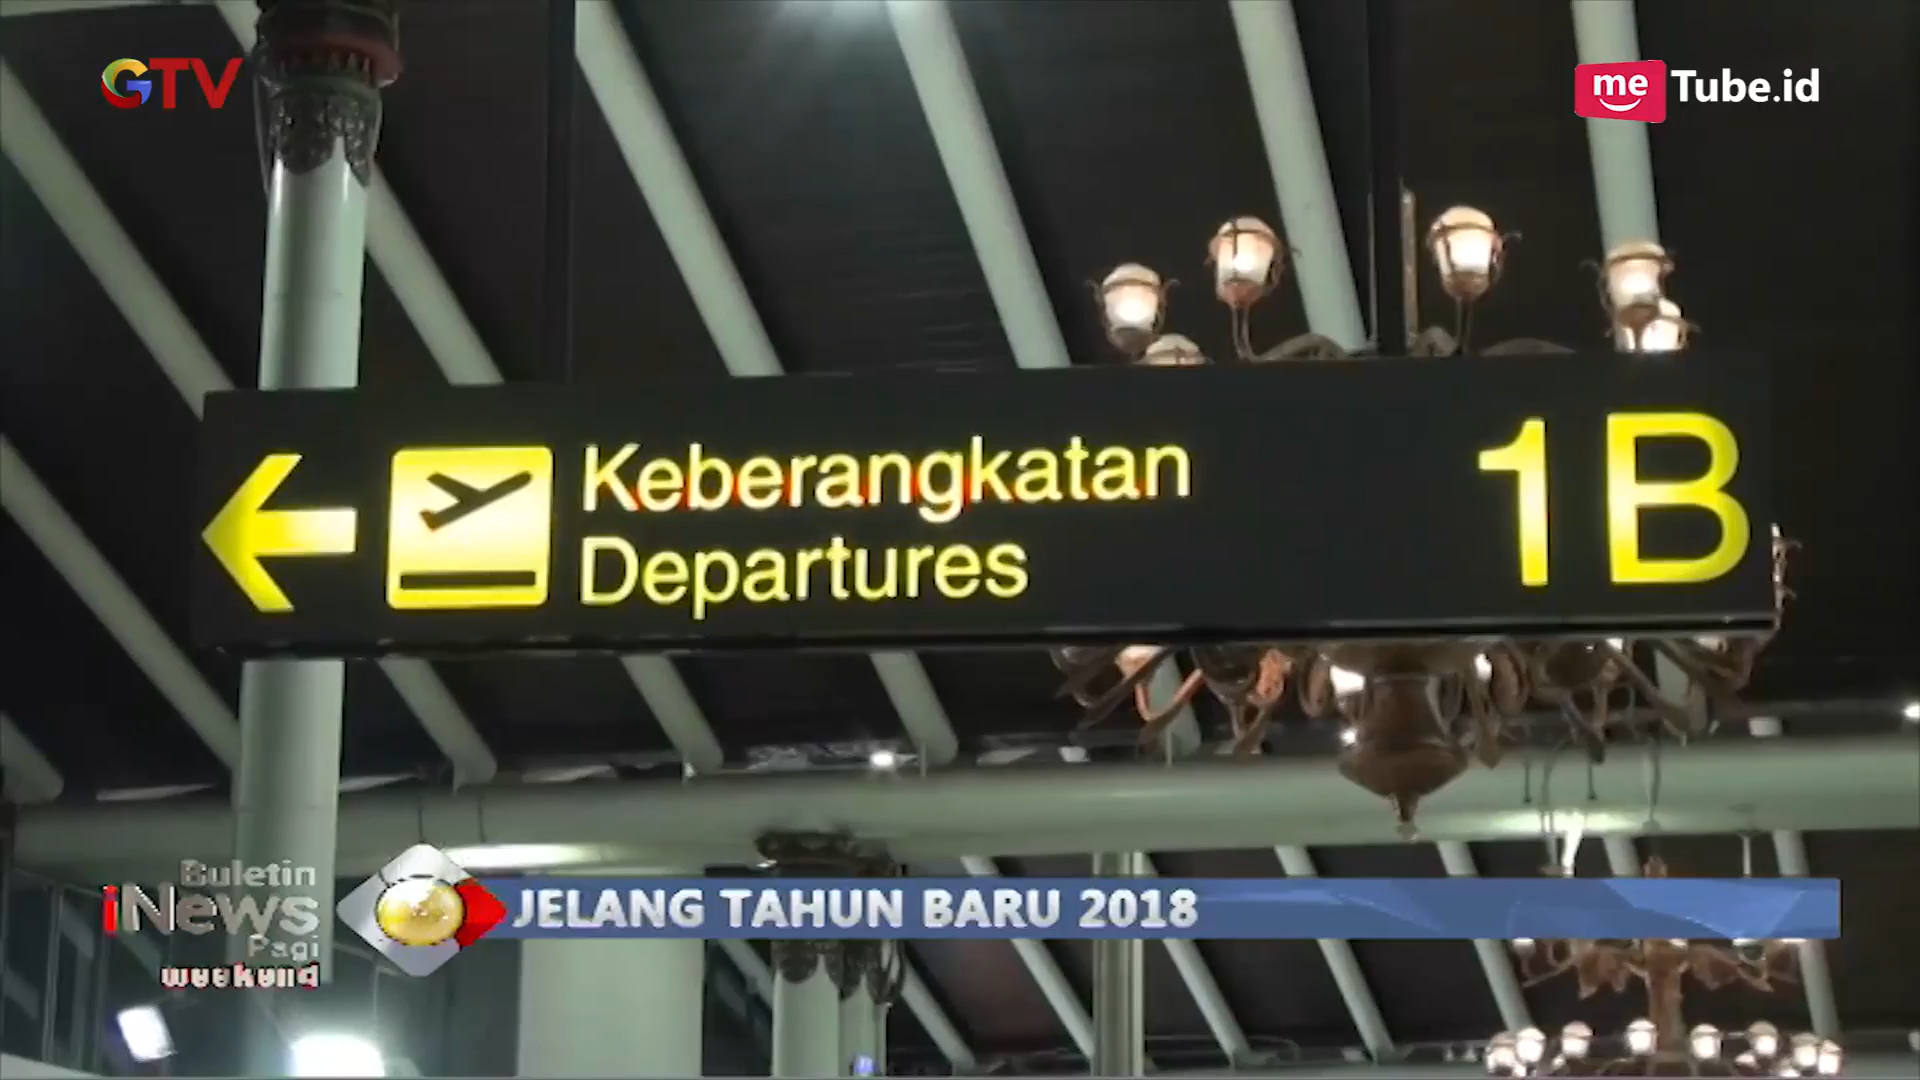 GTV
me Tube.id
Keberangkatan
Departures
1B
Buletin
iNews
Pagi
weekend
JELANG TAHUN BARU 2018